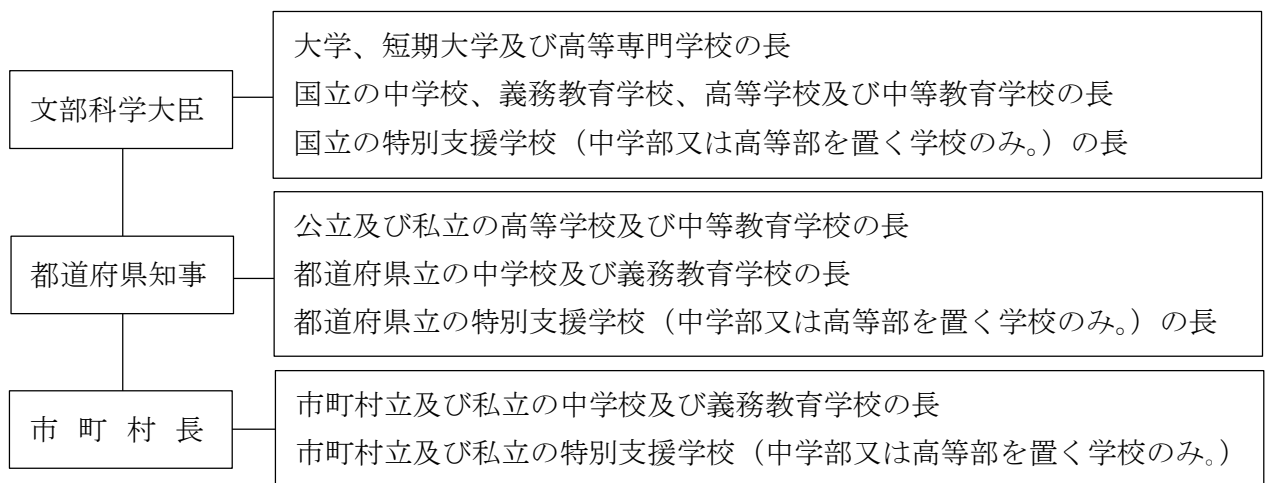 文部科学大臣
大学、短期大学及び高等専門学校の長
国立の中学校、義務教育学校、高等学校及び中等教育学校の長
国立の特別支援学校（中学部又は高等部を置く学校のみ。）の長
都道府県知事
公立及び私立の高等学校及び中等教育学校の長
都道府県立の中学校及び義務教育学校の長
都道府県立の特別支援学校（中学部又は高等部を置く学校のみ。）の長
市町村長
市町村立及び私立の中学校及び義務教育学校の長
市町村立及び私立の特別支援学校（中学部又は高等部を置く学校のみ。）